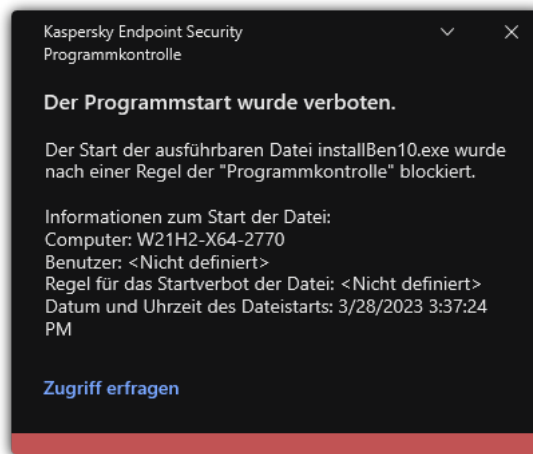 Kaspersky Endpoint Security
Programmkontrolle
Der Programmstart wurde verboten.
Der Start der ausführbaren Datei installBen10.exe wurde
nach einer Regel der "Programmkontrolle" blockiert.
Informationen zum Start der Datei:
Computer: W21H2-X64-2770
Benutzer: <Nicht definiert>
Regel für das Startverbot der Datei: <Nicht definiert>
Datum und Uhrzeit des Dateistarts: 3/28/2023 3:37:24
PM
Zugriff erfragen